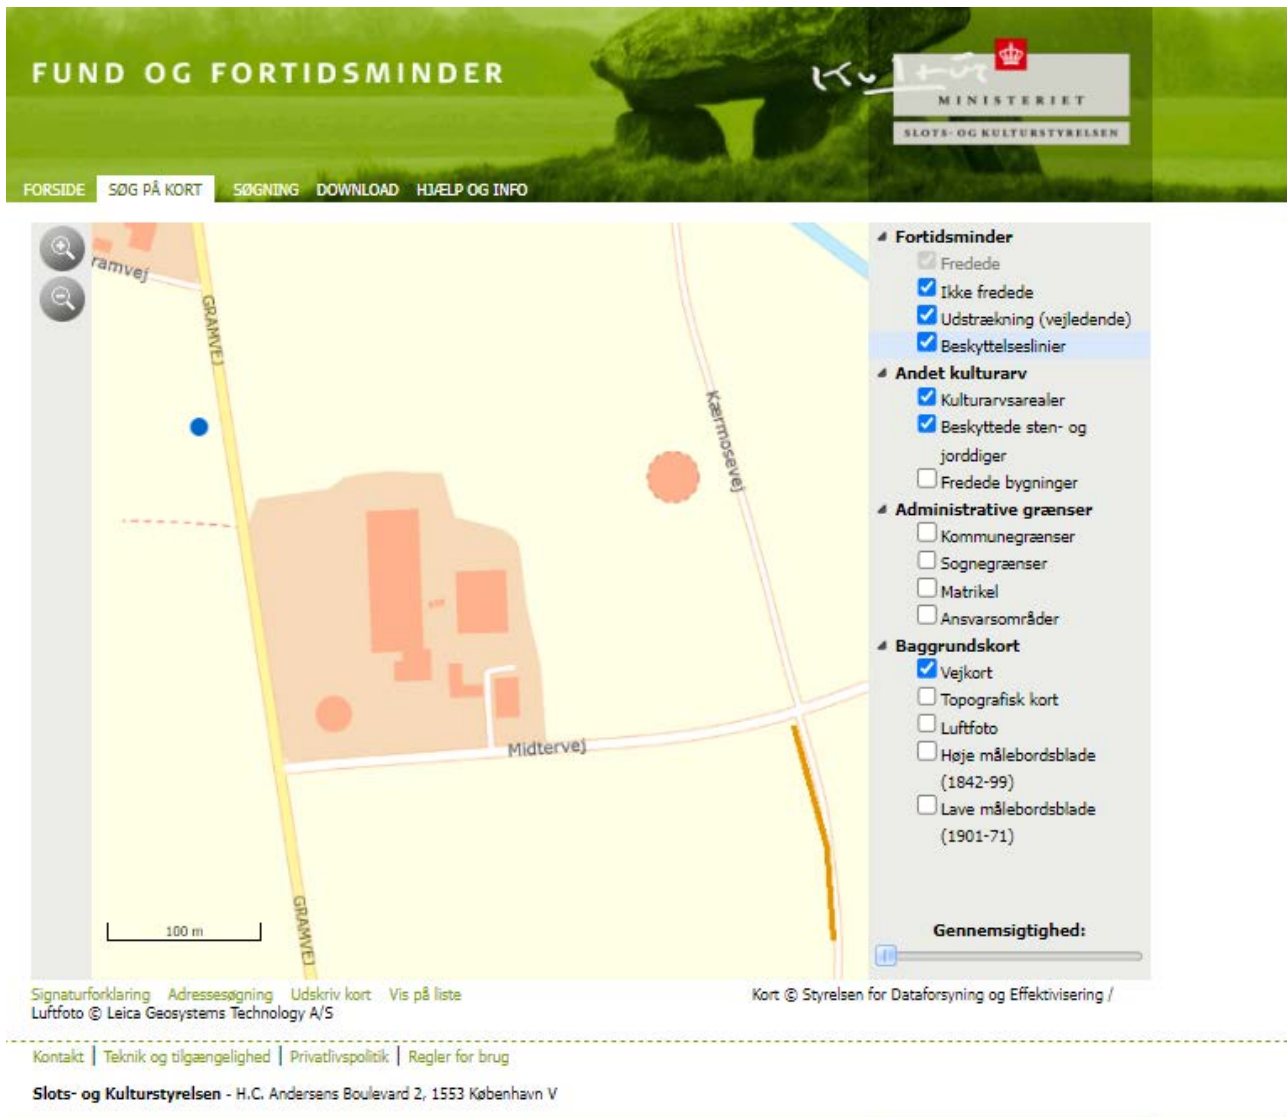 FUND OG FORTIDSMINDER
Kultur
MINISTERIET
SLOTS- OG KULTURSTYRELSEN
FORSIDE SØG PÅ KORT SØGNING DOWNLOAD HJÆLP OG INFO
ramvej
GRAMVEJ
Kærmosevej
Midtervej
GRAMVEJ
100 m
Fortidsminder
Fredede
Ikke fredede
Udstrækning (vejledende)
Beskyttelseslinier
Andet kulturarv
Kulturarvsarealer
Beskyttede sten- og
jorddiger
Fredede bygninger
Administrative grænser
Kommunegrænser
Sognegrænser
Matrikel
Ansvarsområder
Baggrundskort
Vejkort
Topografisk kort
Luftfoto
Høje målebordsblade
(1842-99)
Lave målebordsblade
(1901-71)
Gennemsigtighed:
Signaturforklaring Adressesøgning Udskriv kort Vis på liste
Kort © Styrelsen for Dataforsyning og Effektivisering /
Luftfoto © Leica Geosystems Technology A/S
Kontakt | Teknik og tilgængelighed | Privatlivspolitik | Regler for brug
Slots- og Kulturstyrelsen - H.C. Andersens Boulevard 2, 1553 København V